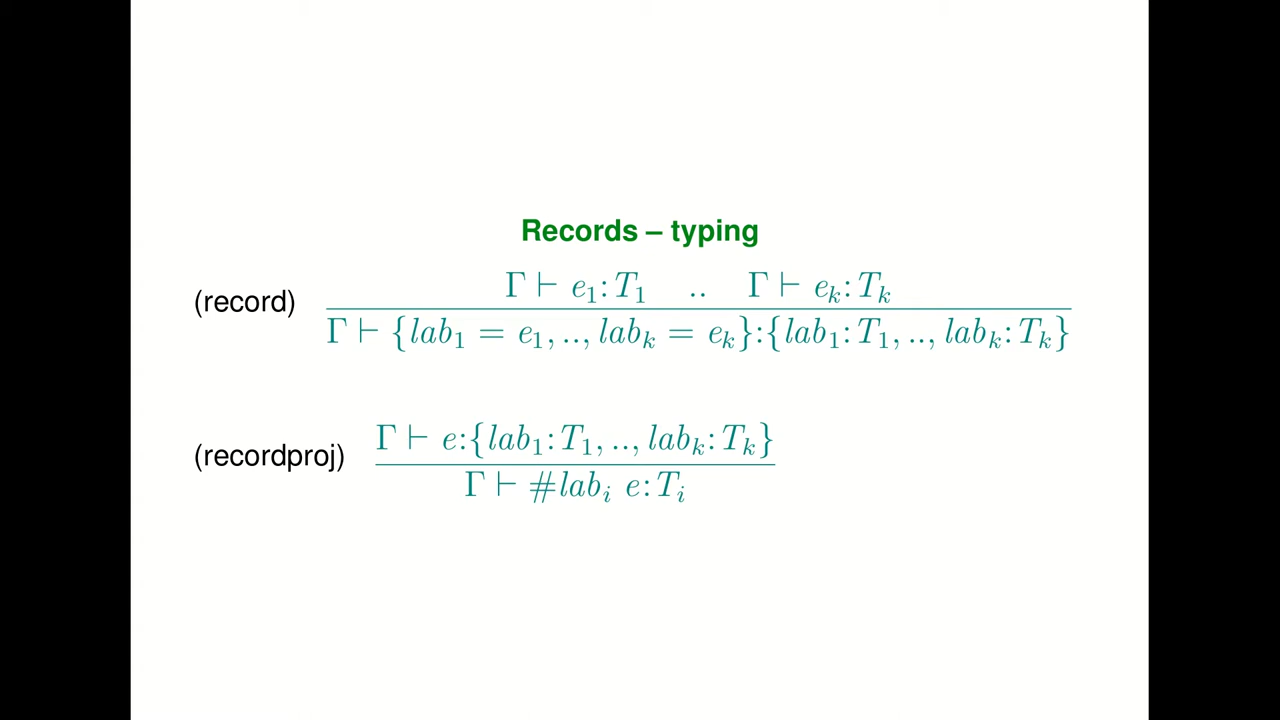 Records – typing
(record) Γ ⊢ e₁:T₁ .. Γ ⊢ eₖ:Tₖ
Γ ⊢ {lab₁ = e₁, .., labₖ = eₖ}:{lab₁:T₁, .., labₖ:Tₖ}
(recordproj) Γ ⊢ e:{lab₁:T₁, .., labₖ:Tₖ}
Γ ⊢ #labᵢ e:Tᵢ